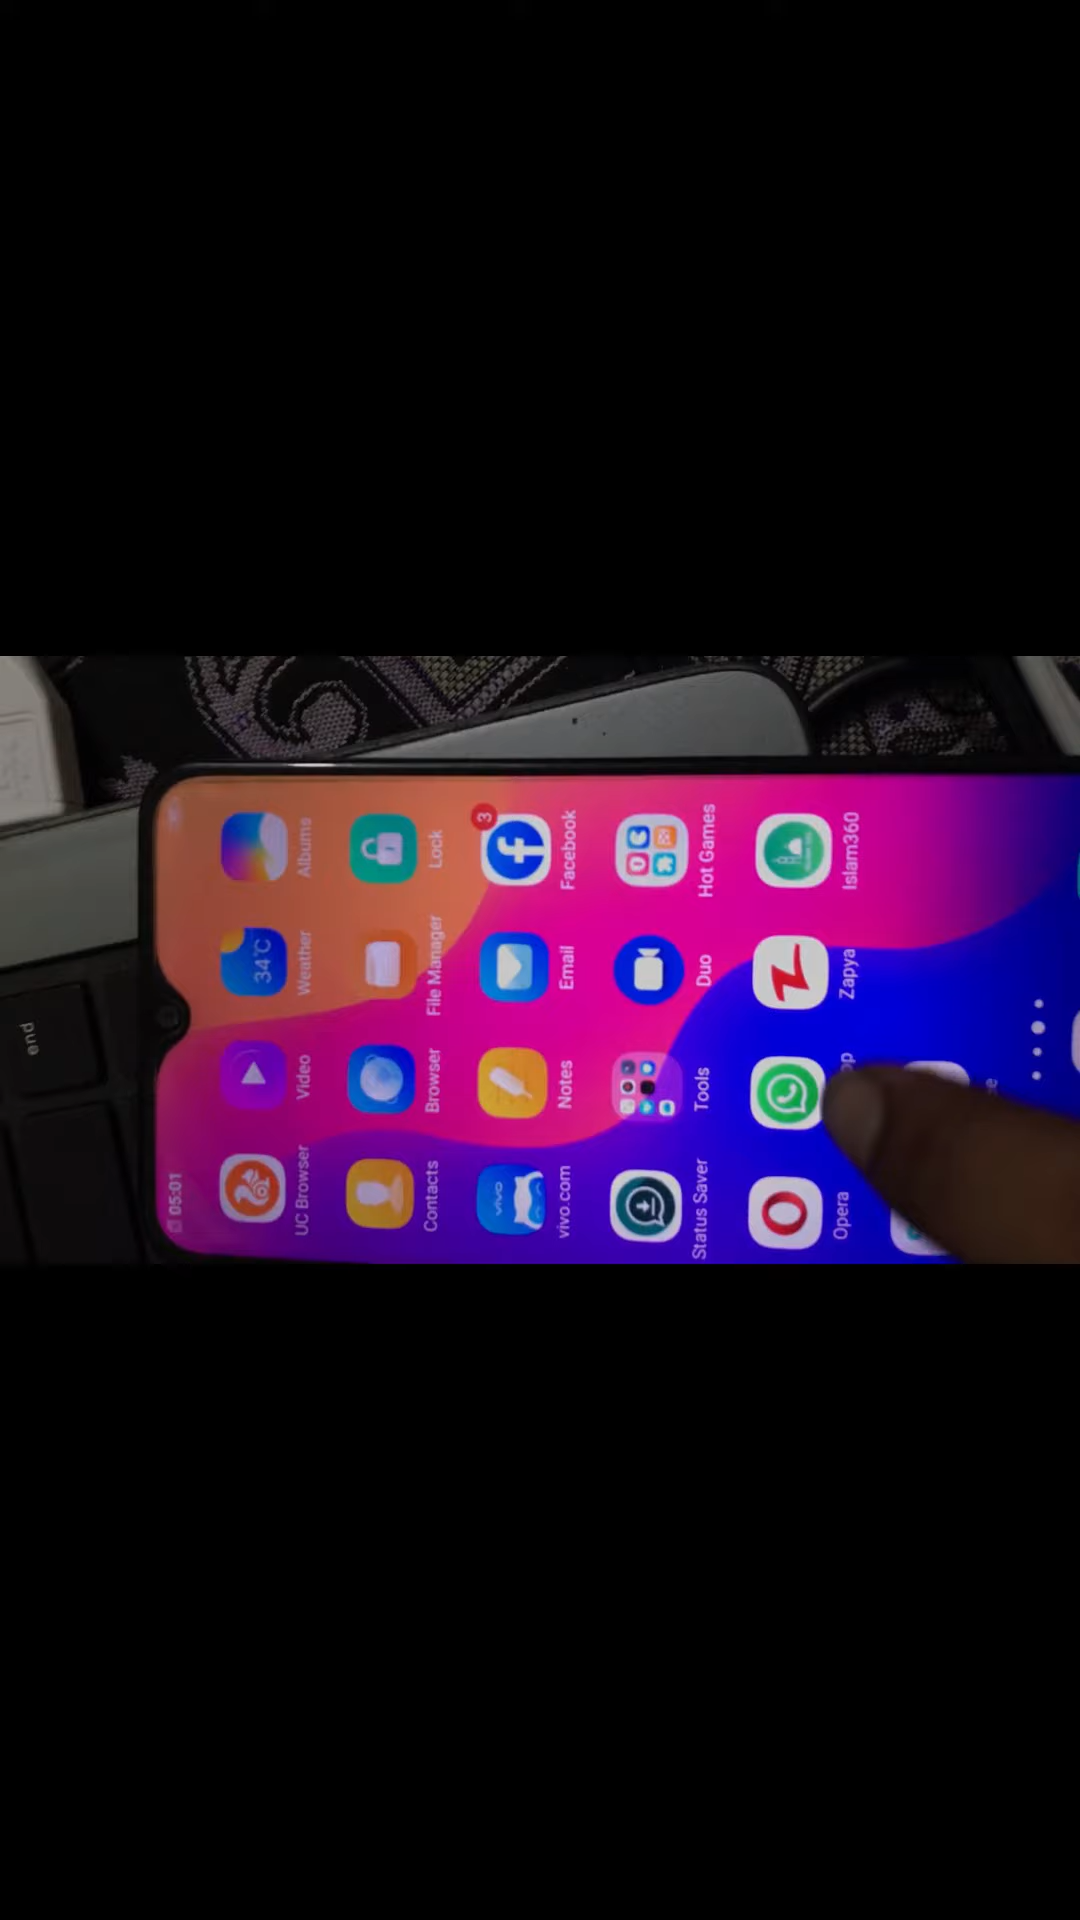 05:01
UC Browser Video Weather Albums
34°C
Contacts Browser File Manager Lock
vivo
3
vivo.com Notes Email Facebook
Status Saver Tools Duo Hot Games
Opera Zapya Islam360
end